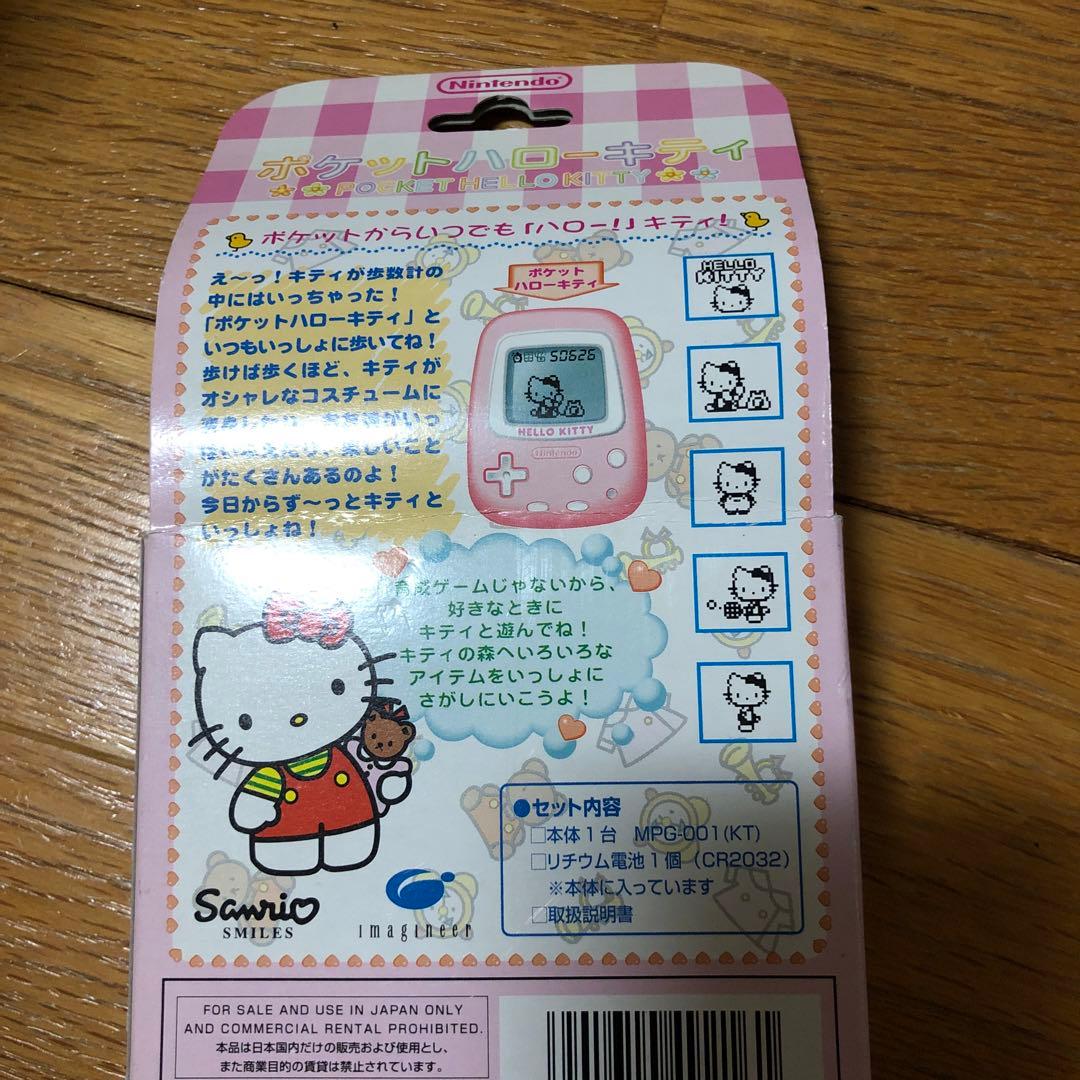 Nintendo
ポケットハローキティ
POCKET HELLO KITTY
ポケットからいつでも「ハロー!」キティ!
え〜っ!キティが歩数計の
中にはいっちゃった!
「ポケットハローキティ」と
いつもいっしょに歩いてね!
歩けば歩くほど、キティが
オシャレなコスチュームに
がたくさんあるのよ!
今日からず〜っとキティと
いっしょね!
ポケット
ハローキティ
50626
HELLO KITTY
Nintendo
HELLO
KITTY
育成ゲームじゃないから、
好きなときに
キティと遊んでね!
キティの森へいろいろな
アイテムをいっしょに
さがしにいこうよ!
●セット内容
□本体1台 MPG-001(KT)
□リチウム電池1個(CR2032)
※本体に入っています
□取扱説明書
Sanrio
SMILES
imagineer
FOR SALE AND USE IN JAPAN ONLY
AND COMMERCIAL RENTAL PROHIBITED.
本品は日本国内だけの販売および使用とし、
また商業目的の賃貸は禁止されています。